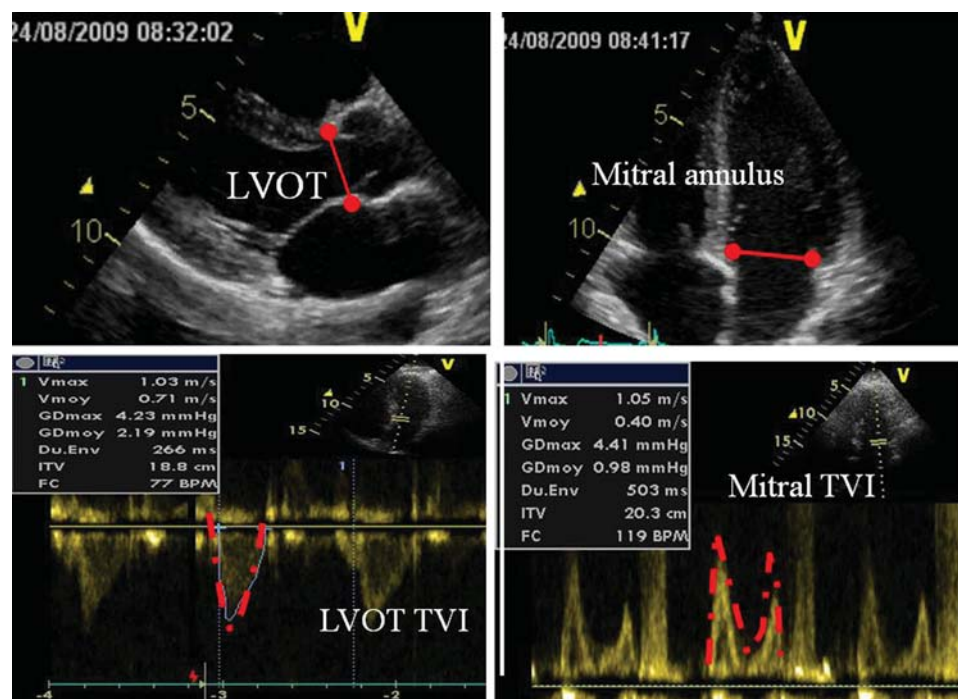 24/08/2009 08:32:02
V
5
LVOT
10
24/08/2009 08:41:17
V
5
Mitral annulus
10
1 Vmax 1.03 m/s
Vmoy 0.71 m/s
GDmax 4.23 mmHg
GDmoy 2.19 mmHg
Du.Env 266 ms
ITV 18.8 cm
FC 77 BPM
V
5
10
15
1
LVOT TVI
-4
-3
-2
1 Vmax 1.05 m/s
Vmoy 0.40 m/s
GDmax 4.41 mmHg
GDmoy 0.98 mmHg
Du.Env 503 ms
ITV 20.3 cm
FC 119 BPM
V
5
10
15
Mitral TVI